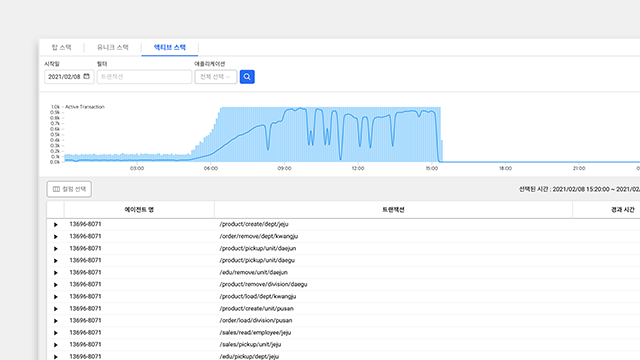 탑 스택 유니크 스택 액티브 스택
시작일 필터 애플리케이션
2021/02/08 트랜잭션 전체 선택
1.0k Active Transaction
0.9k
0.8k
0.7k
0.6k
0.5k
0.4k
0.3k
0.2k
0.1k
0
03:00 06:00 09:00 12:00 15:00 18:00 21:00 03:00
컬럼 선택 선택된 시간 : 2021/02/08 15:20:00 ~ 2021/02/
에이전트 명 트랜잭션 경과 시간
13696-8071 /product/create/dept/jeju
13696-8071 /order/remove/dept/kwangju
13696-8071 /product/pickup/unit/daejun
13696-8071 /product/pickup/unit/daegu
13696-8071 /edu/remove/unit/daejun
13696-8071 /product/remove/division/daegu
13696-8071 /product/load/dept/kwangju
13696-8071 /product/create/unit/pusan
13696-8071 /order/load/division/pusan
13696-8071 /sales/read/employee/jeju
13696-8071 /sales/pickup/unit/jeju
13696-8071 /edu/pickup/dept/jeju